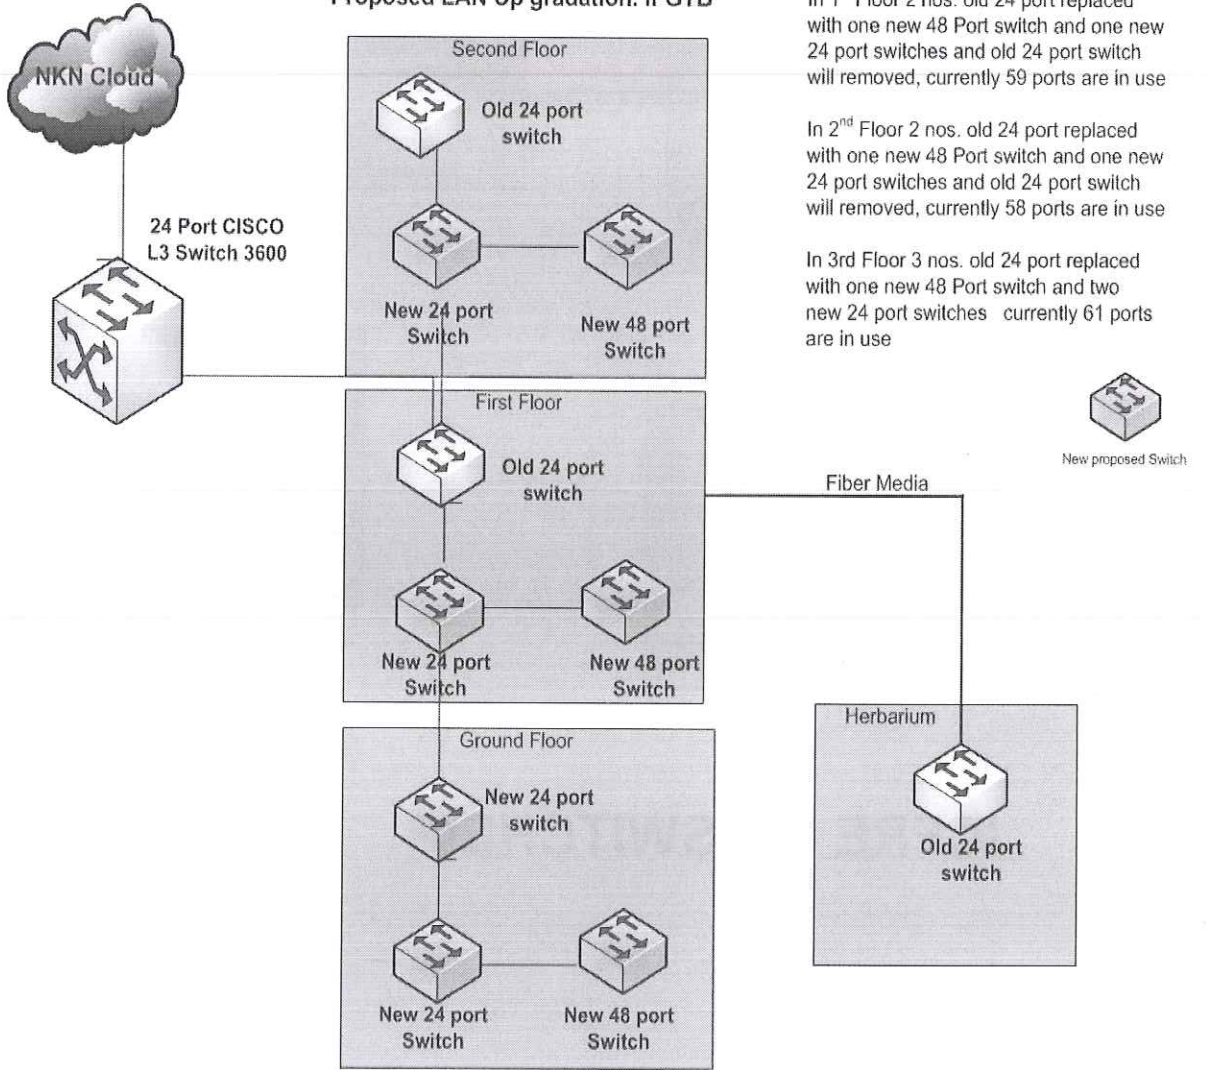 Proposed LAN Up gradation: IFGTB
NKN Cloud
24 Port CISCO
L3 Switch 3600
Second Floor
Old 24 port
switch
New 24 port
Switch
New 48 port
Switch
First Floor
Old 24 port
switch
New 24 port
Switch
New 48 port
Switch
Ground Floor
New 24 port
switch
New 24 port
Switch
New 48 port
Switch
In 1st Floor 2 nos. old 24 port replaced
with one new 48 Port switch and one new
24 port switches and old 24 port switch
will removed, currently 59 ports are in use
In 2nd Floor 2 nos. old 24 port replaced
with one new 48 Port switch and one new
24 port switches and old 24 port switch
will removed, currently 58 ports are in use
In 3rd Floor 3 nos. old 24 port replaced
with one new 48 Port switch and two
new 24 port switches currently 61 ports
are in use
New proposed Switch
Fiber Media
Herbarium
Old 24 port
switch